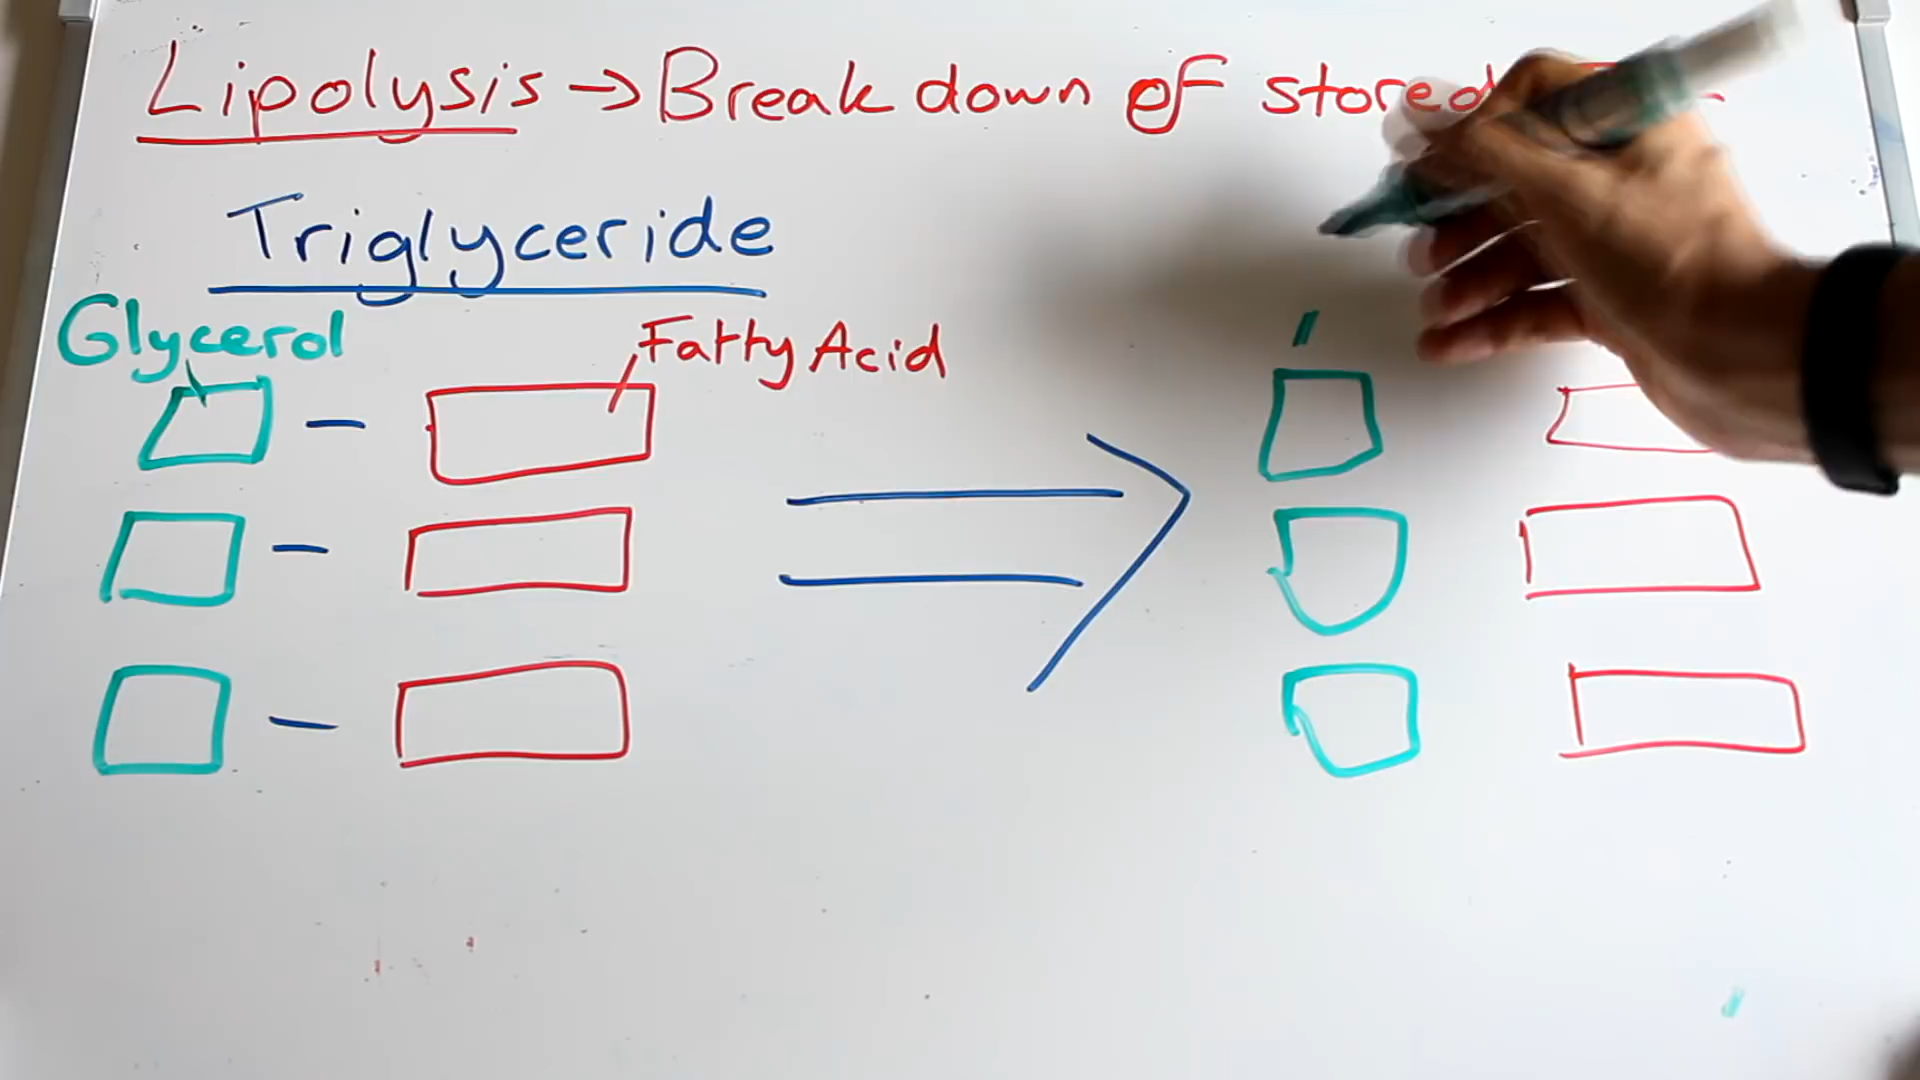 Lipolysis → Break down of stored
Triglyceride
Glycerol
Fatty Acid